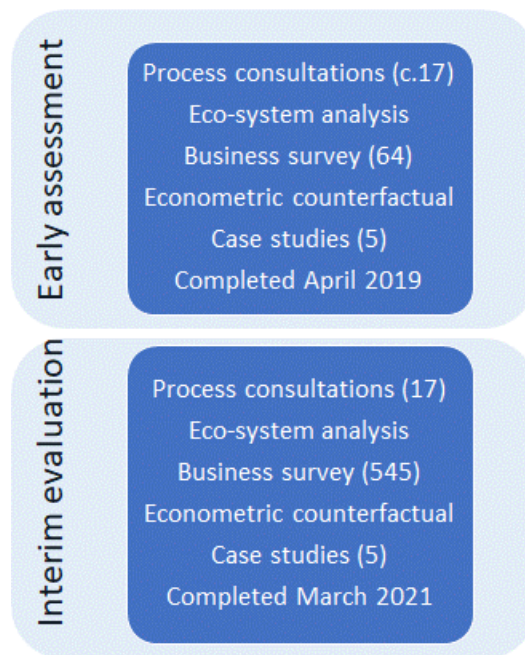 Early assessment
Process consultations (c.17)
Eco-system analysis
Business survey (64)
Econometric counterfactual
Case studies (5)
Completed April 2019
Interim evaluation
Process consultations (17)
Eco-system analysis
Business survey (545)
Econometric counterfactual
Case studies (5)
Completed March 2021